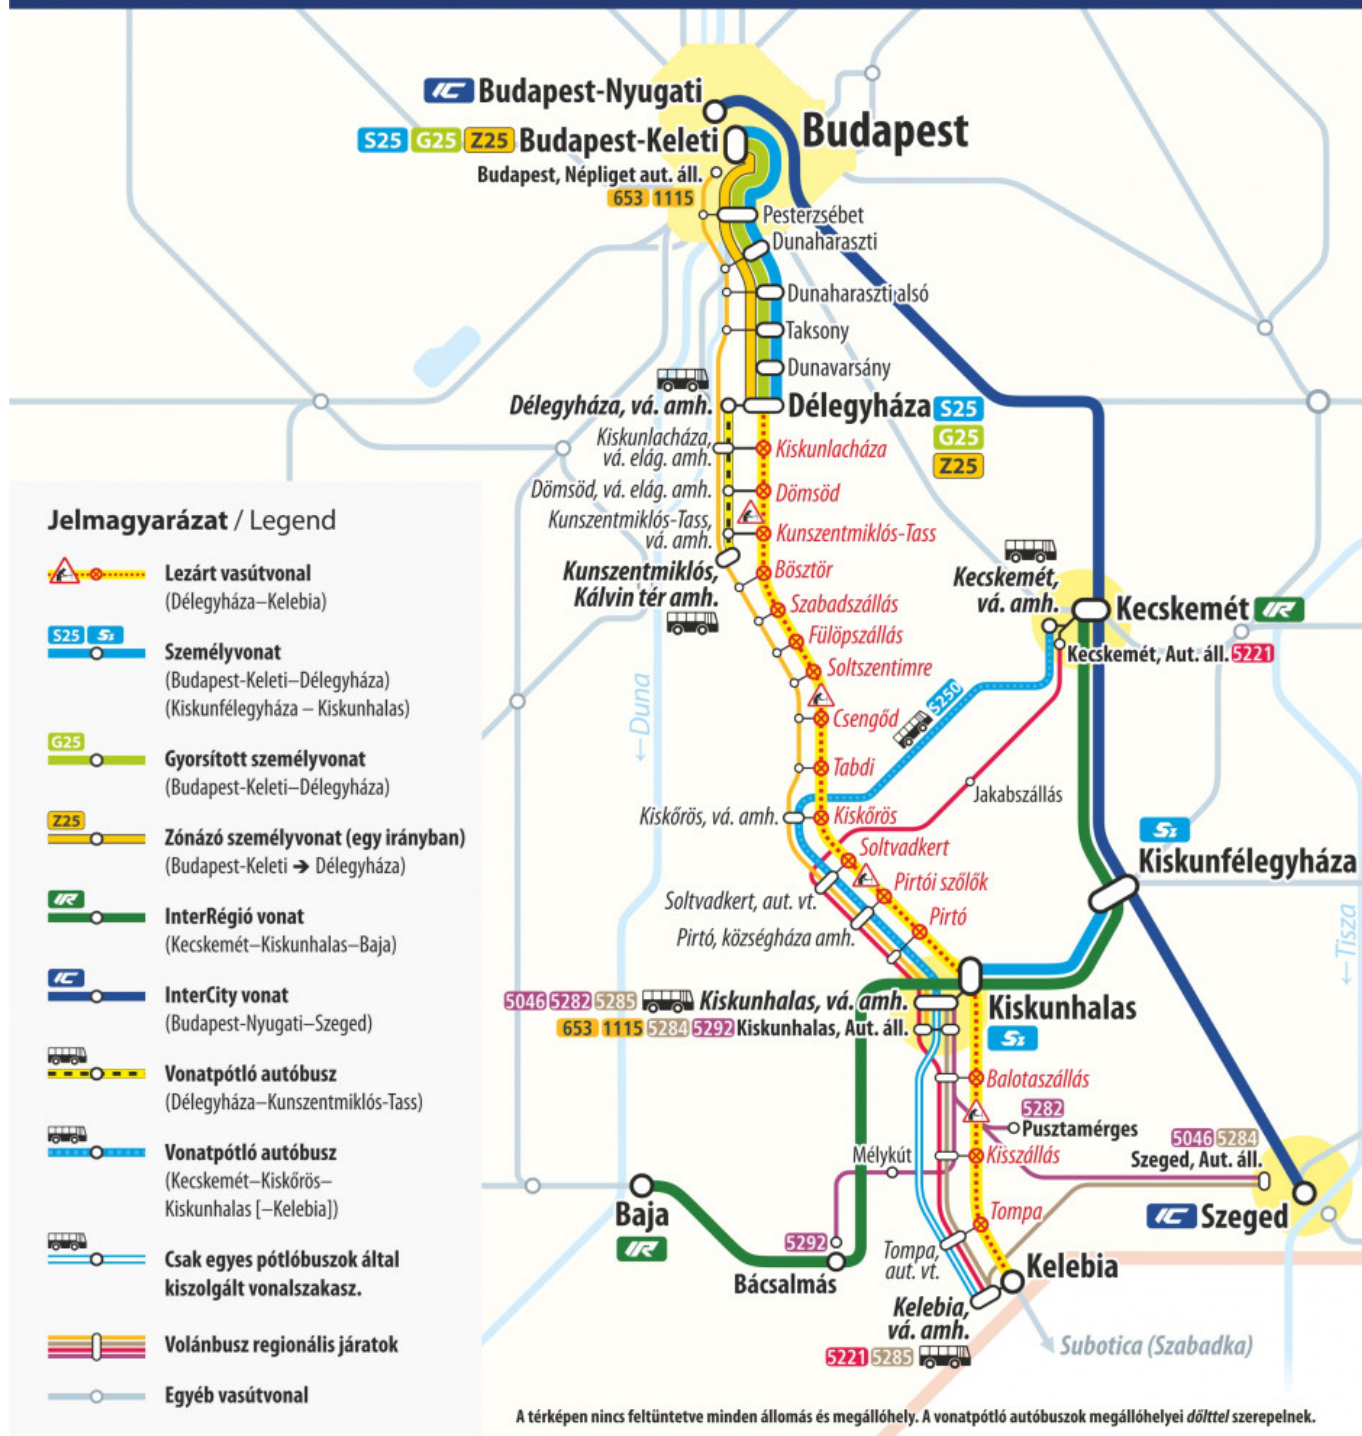 IC Budapest-Nyugati
S25 G25 Z25 Budapest-Keleti
Budapest
Budapest, Népliget aut. áll.
653 1115
Pesterzsébet
Dunaharaszti
Dunaharaszti alsó
Taksony
Dunavarsány
Délegyháza, vá. amh.
Délegyháza S25
G25
Z25
Kiskunlacháza,
vá. elág. amh.
Kiskunlacháza
Dömsöd, vá. elág. amh.
Dömsöd
Kunszentmiklós-Tass,
vá. amh.
Kunszentmiklós-Tass
Kunszentmiklós,
Kálvin tér amh.
Bösztör
Szabadszállás
Fülöpszállás
Soltszentimre
Csengőd
Tabdi
Kiskőrös, vá. amh.
Kiskőrös
Kecskemét,
vá. amh.
Kecskemét IR
Kecskemét, Aut. áll. 5221
S250
←Duna
Jakabszállás
Soltvadkert
Pirtói szőlők
Pirtó
Soltvadkert, aut. vt.
Pirtó, községháza amh.
S2
Kiskunfélegyháza
←Tisza
5046 5282 5285 Kiskunhalas, vá. amh.
653 1115 5284 5292 Kiskunhalas, Aut. áll.
Kiskunhalas
S2
Balotaszállás
5282
Pusztamérges
Kisszállás
Mélykút
5046 5284
Szeged, Aut. áll.
IC Szeged
Baja
IR
5292
Bácsalmás
Tompa
Tompa,
aut. vt.
Kelebia
Kelebia,
vá. amh.
5221 5285
Subotica (Szabadka)
Jelmagyarázat / Legend
Lezárt vasútvonal
(Délegyháza–Kelebia)
S25 S2
Személyvonat
(Budapest-Keleti–Délegyháza)
(Kiskunfélegyháza – Kiskunhalas)
G25
Gyorsított személyvonat
(Budapest-Keleti–Délegyháza)
Z25
Zónázó személyvonat (egy irányban)
(Budapest-Keleti ➔ Délegyháza)
IR
InterRégió vonat
(Kecskemét–Kiskunhalas–Baja)
IC
InterCity vonat
(Budapest-Nyugati–Szeged)
Vonatpótló autóbusz
(Délegyháza–Kunszentmiklós-Tass)
Vonatpótló autóbusz
(Kecskemét–Kiskőrös–
Kiskunhalas [–Kelebia])
Csak egyes pótlóbuszok által
kiszolgált vonalszakasz.
Volánbusz regionális járatok
Egyéb vasútvonal
A térképen nincs feltüntetve minden állomás és megállóhely. A vonatpótló autóbuszok megállóhelyei dőlttel szerepelnek.